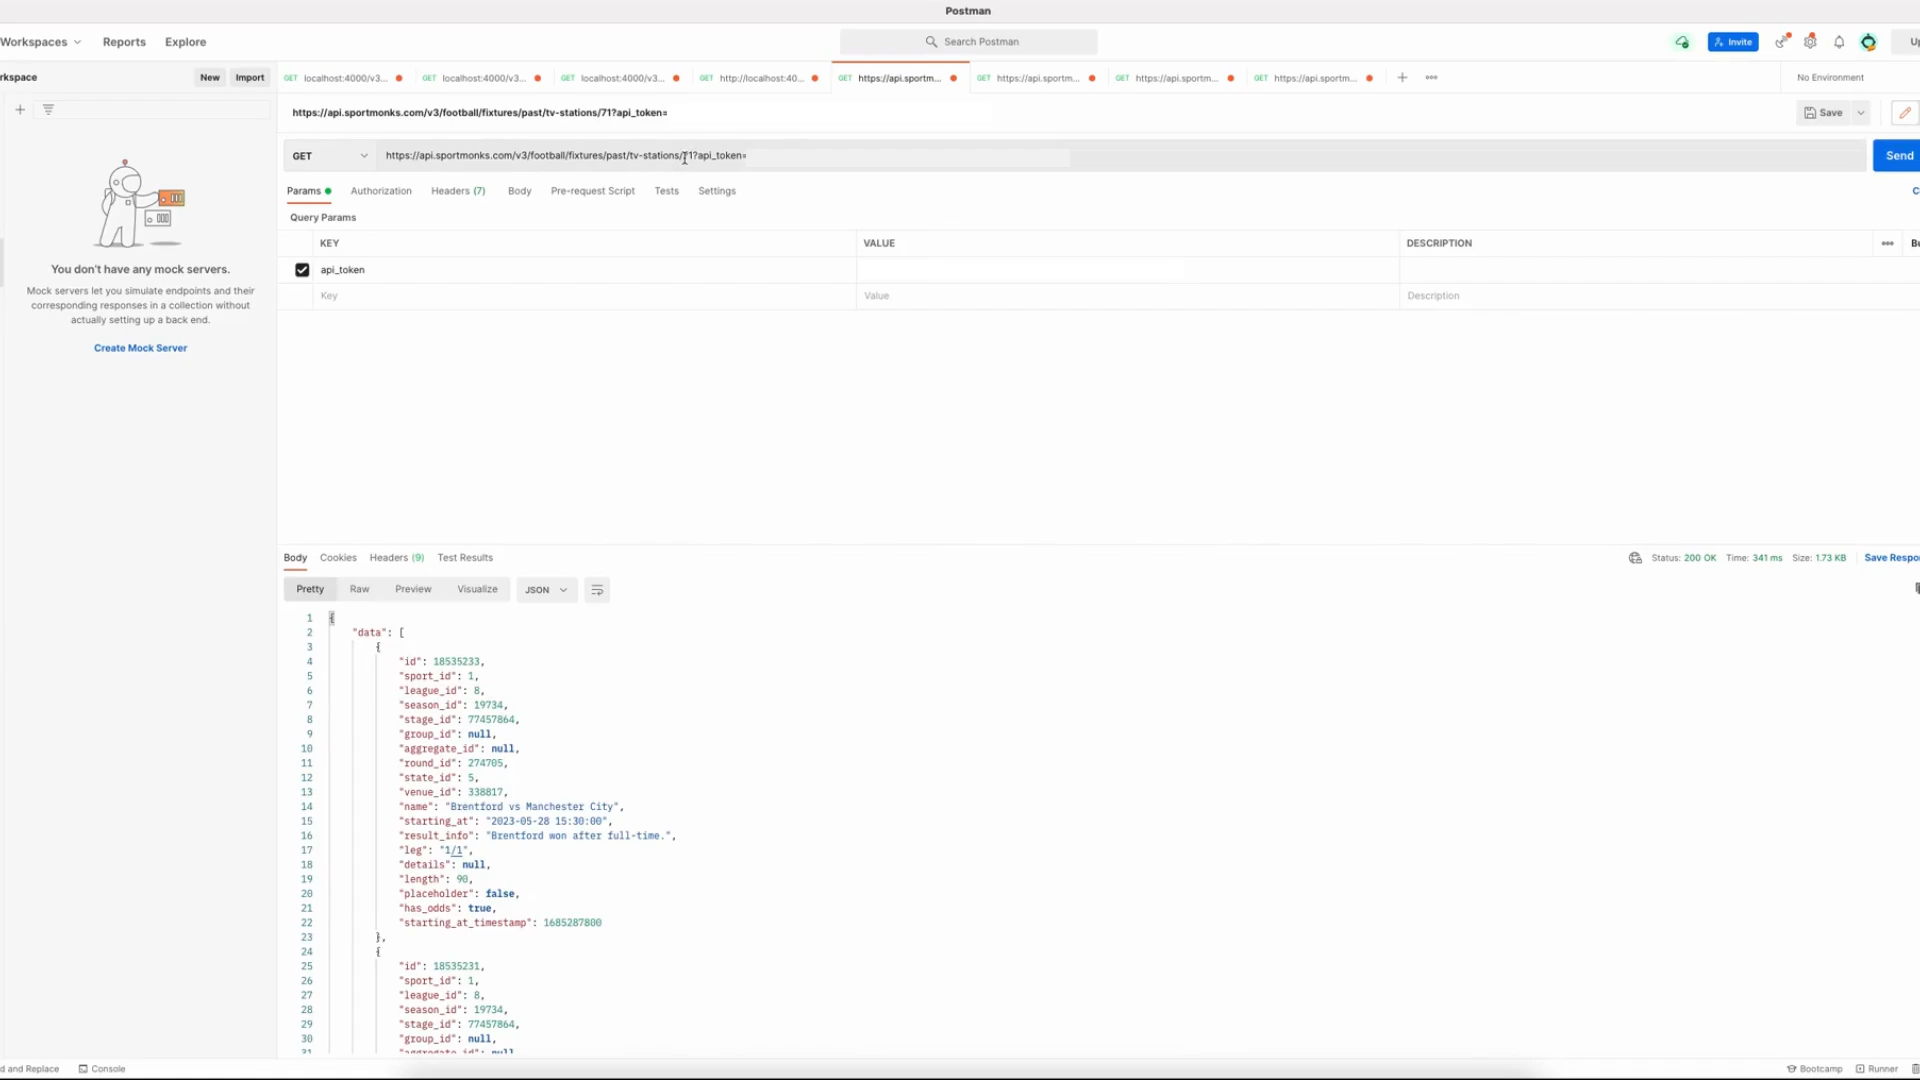 Postman
Workspaces Reports Explore Search Postman Invite
New Import GET localhost:4000/v3... GET localhost:4000/v3... GET localhost:4000/v3... GET http://localhost:40... GET https://api.sportm... GET https://api.sportm... GET https://api.sportm... GET https://api.sportm... No Environment
https://api.sportmonks.com/v3/football/fixtures/past/tv-stations/71?api_token= Save
GET https://api.sportmonks.com/v3/football/fixtures/past/tv-stations/71?api_token= Send
Params Authorization Headers (7) Body Pre-request Script Tests Settings
Query Params
KEY VALUE DESCRIPTION
api_token
Key Value Description
You don't have any mock servers.
Mock servers let you simulate endpoints and their
corresponding responses in a collection without
actually setting up a back end.
Create Mock Server
Body Cookies Headers (9) Test Results Status: 200 OK Time: 341 ms Size: 1.73 KB Save Respo
Pretty Raw Preview Visualize JSON
1 {
2 "data": [
3 {
4 "id": 18535233,
5 "sport_id": 1,
6 "league_id": 8,
7 "season_id": 19734,
8 "stage_id": 77457864,
9 "group_id": null,
10 "aggregate_id": null,
11 "round_id": 274705,
12 "state_id": 5,
13 "venue_id": 338817,
14 "name": "Brentford vs Manchester City",
15 "starting_at": "2023-05-28 15:30:00",
16 "result_info": "Brentford won after full-time.",
17 "leg": "1/1",
18 "details": null,
19 "length": 90,
20 "placeholder": false,
21 "has_odds": true,
22 "starting_at_timestamp": 1685287800
23 },
24 {
25 "id": 18535231,
26 "sport_id": 1,
27 "league_id": 8,
28 "season_id": 19734,
29 "stage_id": 77457864,
30 "group_id": null,
31 "aggregate_id": null
d and Replace Console Bootcamp Runner